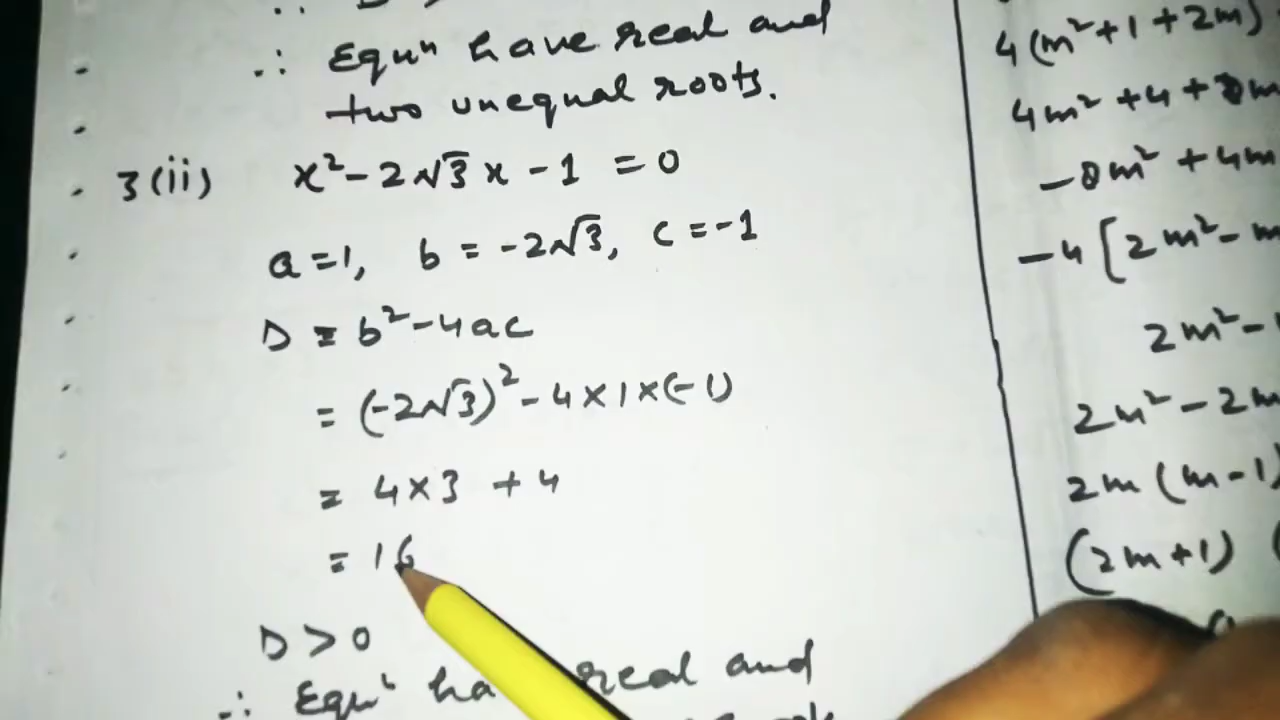 ∴ Equⁿ have real and
two unequal roots.
3(ii) x² - 2√3 x - 1 = 0
a = 1, b = -2√3, c = -1
D = b² - 4ac
= (-2√3)² - 4 × 1 × (-1)
= 4 × 3 + 4
= 16
D > 0
∴ Equⁿ real and
4(m² + 1 + 2m)
4m² + 4 + 8m
-8m² + 4m
-4[2m² - m
2m² -
2m² - 2m
2m(m - 1)
(2m + 1) (